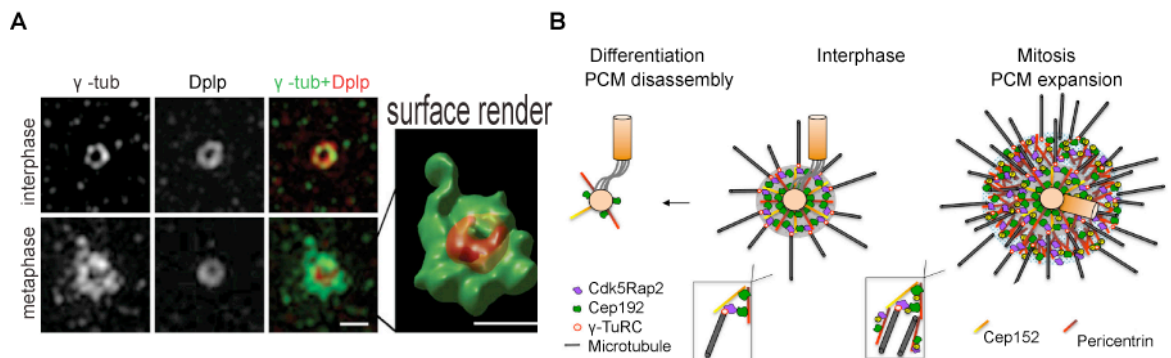 A
γ -tub
Dplp
γ -tub+Dplp
interphase
metaphase
surface render
B
Differentiation
PCM disassembly
Interphase
Mitosis
PCM expansion
Cdk5Rap2
Cep192
γ-TuRC
Microtubule
Cep152
Pericentrin